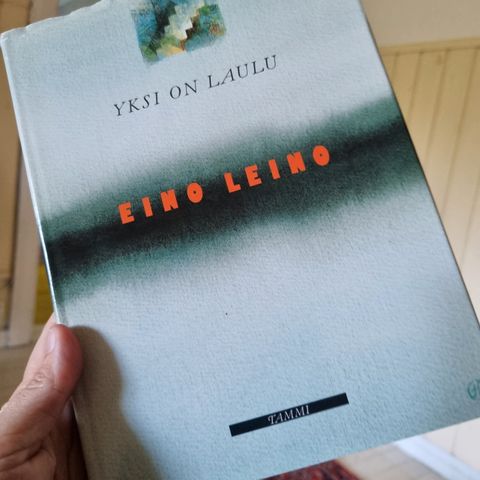 YKSI ON LAULU
EINO LEINO
TAMMI